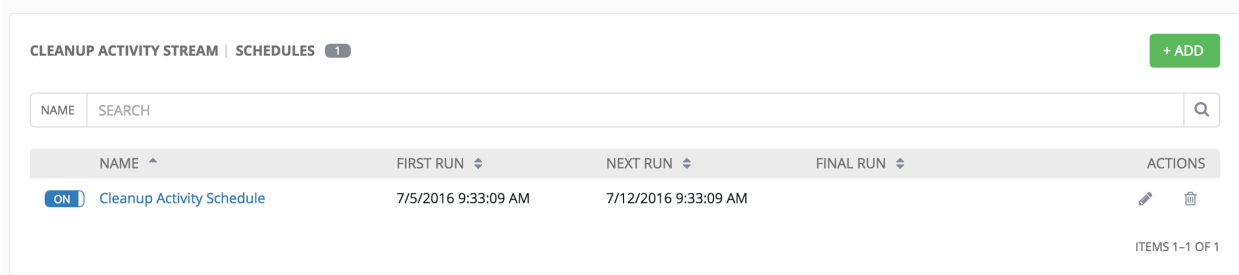 CLEANUP ACTIVITY STREAM | SCHEDULES 1
+ ADD
NAME SEARCH
NAME FIRST RUN NEXT RUN FINAL RUN ACTIONS
ON Cleanup Activity Schedule 7/5/2016 9:33:09 AM 7/12/2016 9:33:09 AM
ITEMS 1–1 OF 1